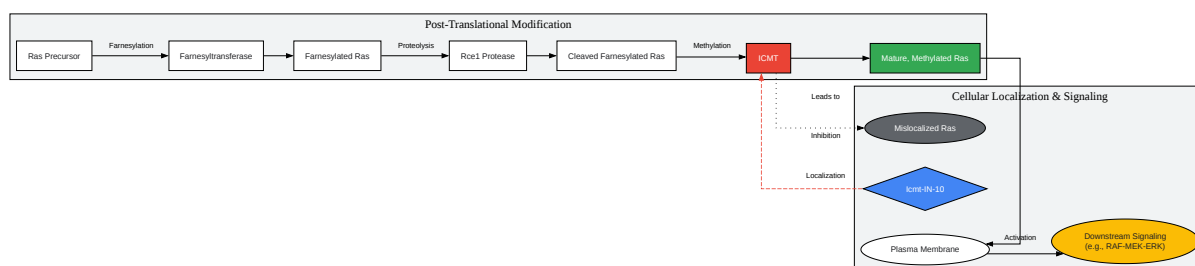 Post-Translational Modification
Ras Precursor
Farnesylation
Farnesyltransferase
Farnesylated Ras
Proteolysis
Rce1 Protease
Cleaved Farnesylated Ras
Methylation
ICMT
Mature, Methylated Ras
Cellular Localization & Signaling
Leads to
Mislocalized Ras
Inhibition
Localization
Icmt-IN-10
Activation
Plasma Membrane
Downstream Signaling
(e.g., RAF-MEK-ERK)